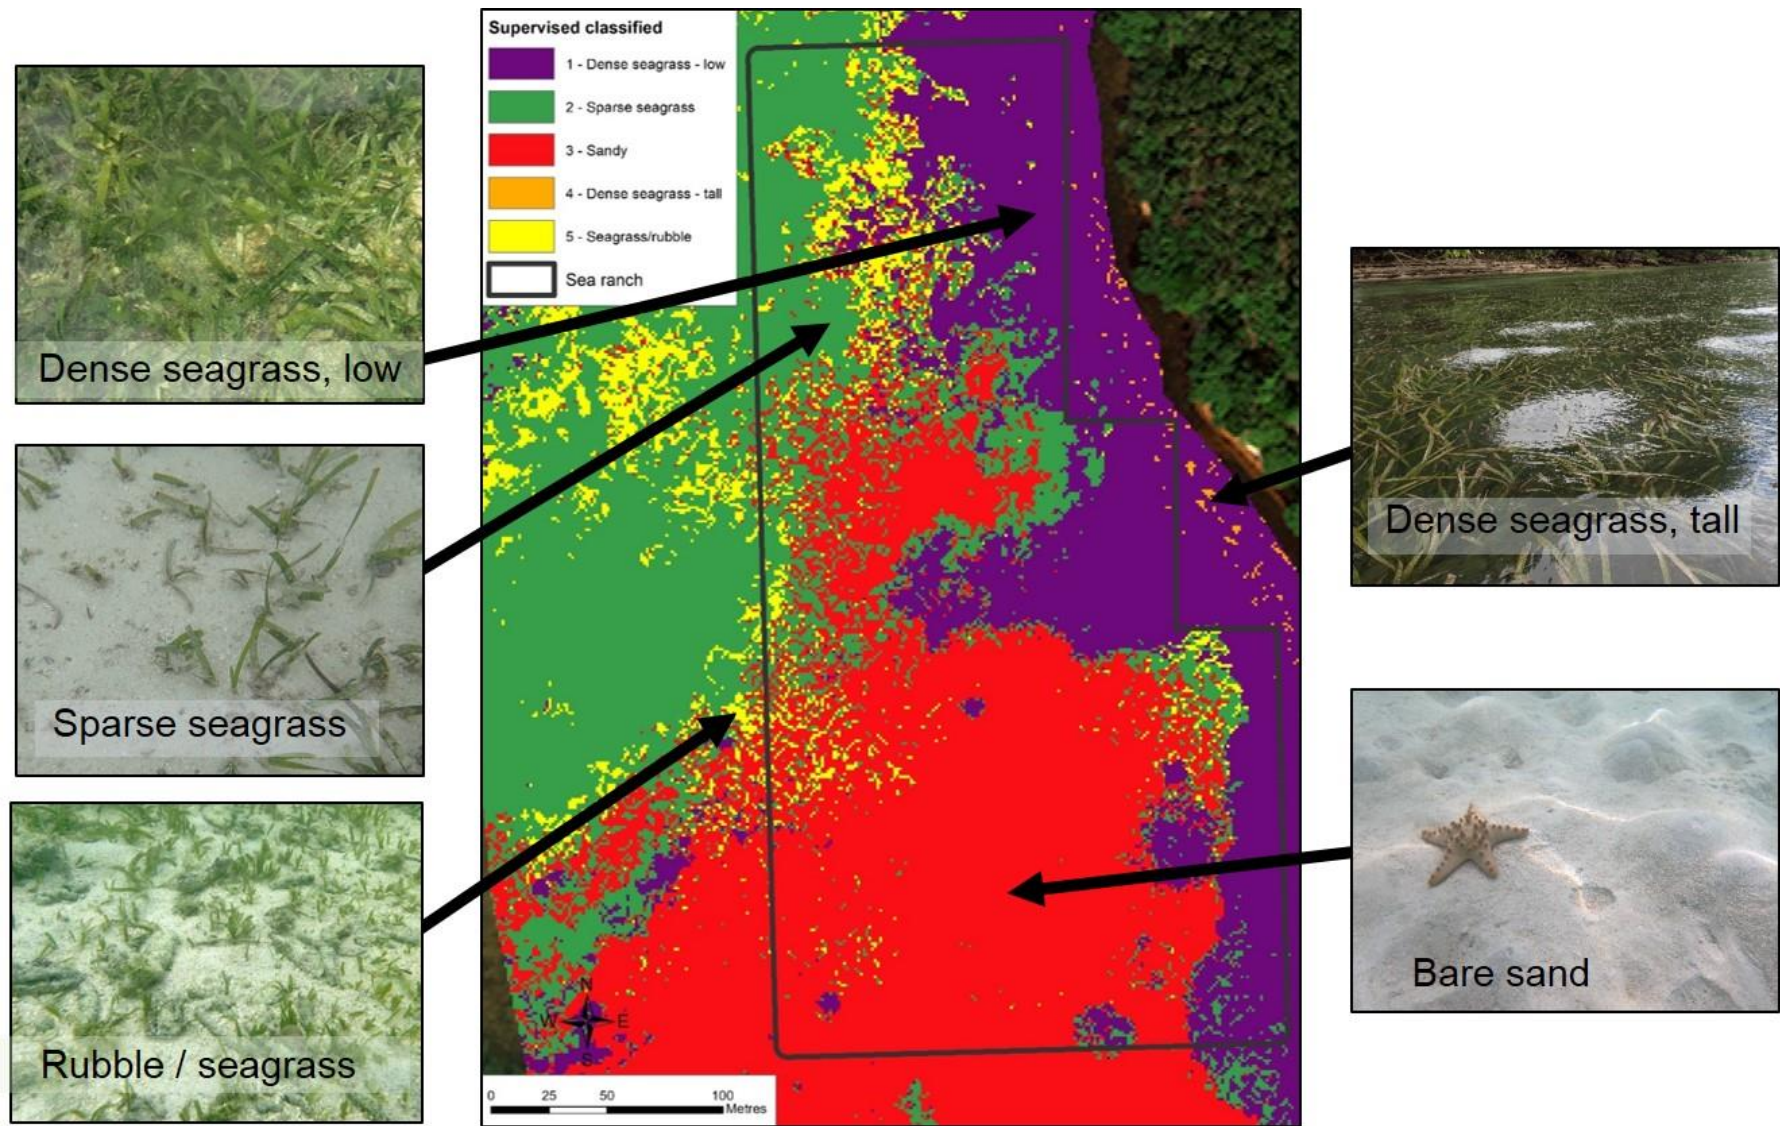 Supervised classified
1 - Dense seagrass - low
2 - Sparse seagrass
3 - Sandy
4 - Dense seagrass - tall
5 - Seagrass/rubble
Sea ranch
Dense seagrass, low
Sparse seagrass
Rubble / seagrass
Dense seagrass, tall
Bare sand
N
W E
S
0 25 50 100
Metres